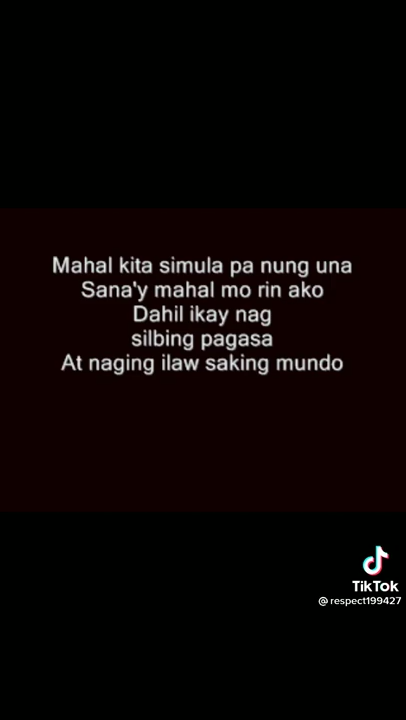 Mahal kita simula pa nung una
Sana'y mahal mo rin ako
Dahil ikay nag
silbing pagasa
At naging ilaw saking mundo
TikTok
@respect199427